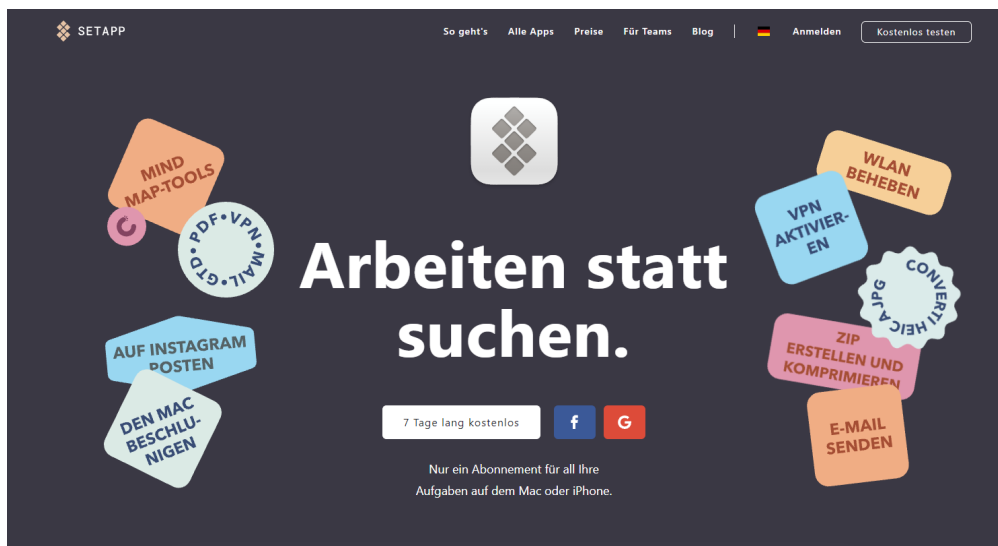 SETAPP
So geht's
Alle Apps
Preise
Für Teams
Blog
Anmelden
Kostenlos testen
MIND
MAP-TOOLS
PDF•VPN•MAIL•GTD•
AUF INSTAGRAM
POSTEN
DEN MAC
BESCHLU-
NIGEN
Arbeiten statt
suchen.
7 Tage lang kostenlos
f
G
Nur ein Abonnement für all Ihre
Aufgaben auf dem Mac oder iPhone.
WLAN
BEHEBEN
VPN
AKTIVIER-
EN
CONVERTI HEIC A JPG
ZIP
ERSTELLEN UND
KOMPRIMIEREN
E-MAIL
SENDEN